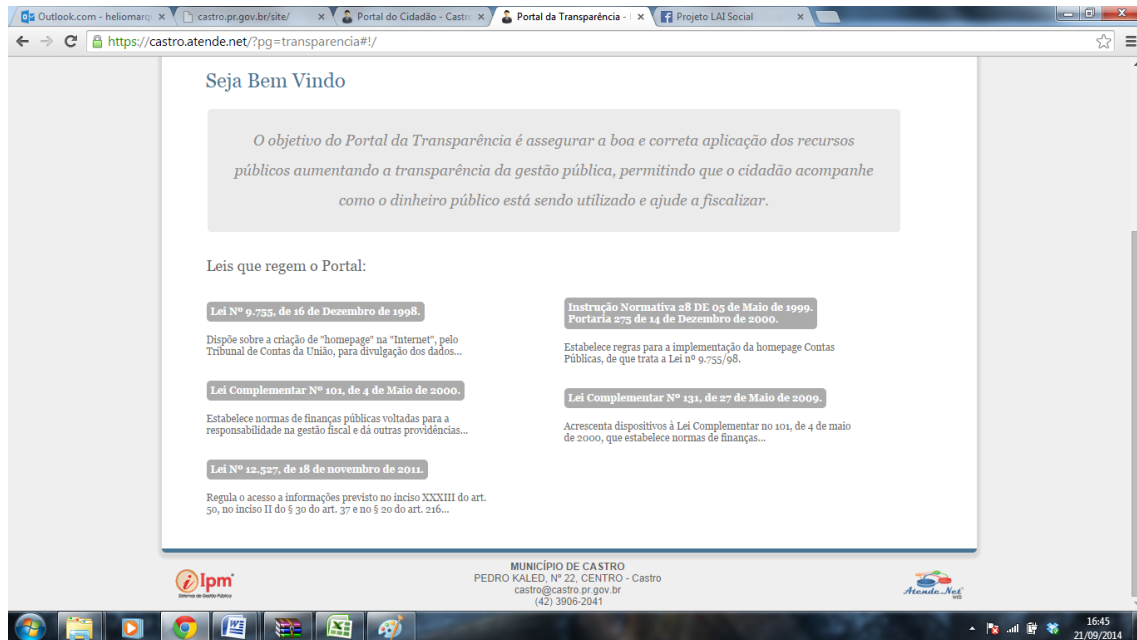 Outlook.com - heliomarq
castro.pr.gov.br/site/
Portal do Cidadão - Castro
Portal da Transparência -
Projeto LAI Social
https://castro.atende.net/?pg=transparencia#!/
Seja Bem Vindo
O objetivo do Portal da Transparência é assegurar a boa e correta aplicação dos recursos
públicos aumentando a transparência da gestão pública, permitindo que o cidadão acompanhe
como o dinheiro público está sendo utilizado e ajude a fiscalizar.
Leis que regem o Portal:
Lei Nº 9.755, de 16 de Dezembro de 1998.
Dispõe sobre a criação de "homepage" na "Internet", pelo
Tribunal de Contas da União, para divulgação dos dados...
Lei Complementar Nº 101, de 4 de Maio de 2000.
Estabelece normas de finanças públicas voltadas para a
responsabilidade na gestão fiscal e dá outras providências...
Lei Nº 12.527, de 18 de novembro de 2011.
Regula o acesso a informações previsto no inciso XXXIII do art.
5o, no inciso II do § 3o do art. 37 e no § 2o do art. 216...
Instrução Normativa 28 DE 05 de Maio de 1999.
Portaria 275 de 14 de Dezembro de 2000.
Estabelece regras para a implementação da homepage Contas
Públicas, de que trata a Lei nº 9.755/98.
Lei Complementar Nº 131, de 27 de Maio de 2009.
Acrescenta dispositivos à Lei Complementar no 101, de 4 de maio
de 2000, que estabelece normas de finanças...
Ipm
Sistemas de Gestão Pública
MUNICÍPIO DE CASTRO
PEDRO KALED, Nº 22, CENTRO - Castro
castro@castro.pr.gov.br
(42) 3906-2041
Atende.Net
WEB
16:45
21/09/2014